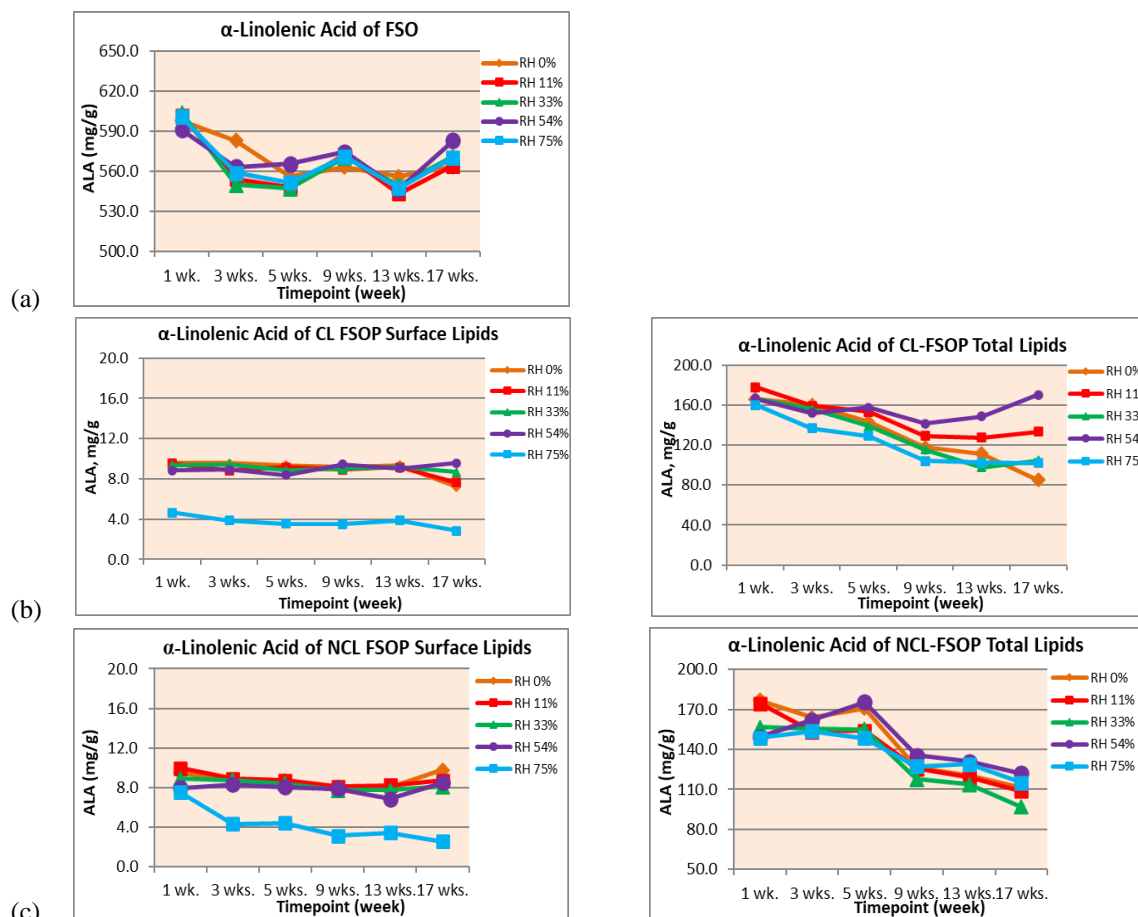 α-Linolenic Acid of FSO
650.0
620.0
590.0
560.0
530.0
500.0
ALA (mg/g)
1 wk. 3 wks. 5 wks. 9 wks. 13 wks. 17 wks.
Timepoint (week)
RH 0%
RH 11%
RH 33%
RH 54%
RH 75%
(a)
α-Linolenic Acid of CL FSOP Surface Lipids
20.0
16.0
12.0
8.0
4.0
0.0
ALA, mg/g
1 wk. 3 wks. 5 wks. 9 wks. 13 wks. 17 wks.
Timepoint (week)
RH 0%
RH 11%
RH 33%
RH 54%
RH 75%
(b)
α-Linolenic Acid of CL-FSOP Total Lipids
200.0
160.0
120.0
80.0
40.0
0.0
ALA, mg/g
1 wk. 3 wks. 5 wks. 9 wks. 13 wks. 17 wks.
Timepoint (week)
RH 0%
RH 11%
RH 33%
RH 54%
RH 75%
α-Linolenic Acid of NCL FSOP Surface Lipids
20.0
16.0
12.0
8.0
4.0
0.0
ALA (mg/g)
1 wk. 3 wks. 5 wks. 9 wks. 13 wks. 17 wks.
Timepoint (week)
RH 0%
RH 11%
RH 33%
RH 54%
RH 75%
(c)
α-Linolenic Acid of NCL-FSOP Total Lipids
200.0
170.0
140.0
110.0
80.0
50.0
ALA (mg/g)
1 wk. 3 wks. 5 wks. 9 wks. 13 wks. 17 wks.
Timepoint (week)
RH 0%
RH 11%
RH 33%
RH 54%
RH 75%